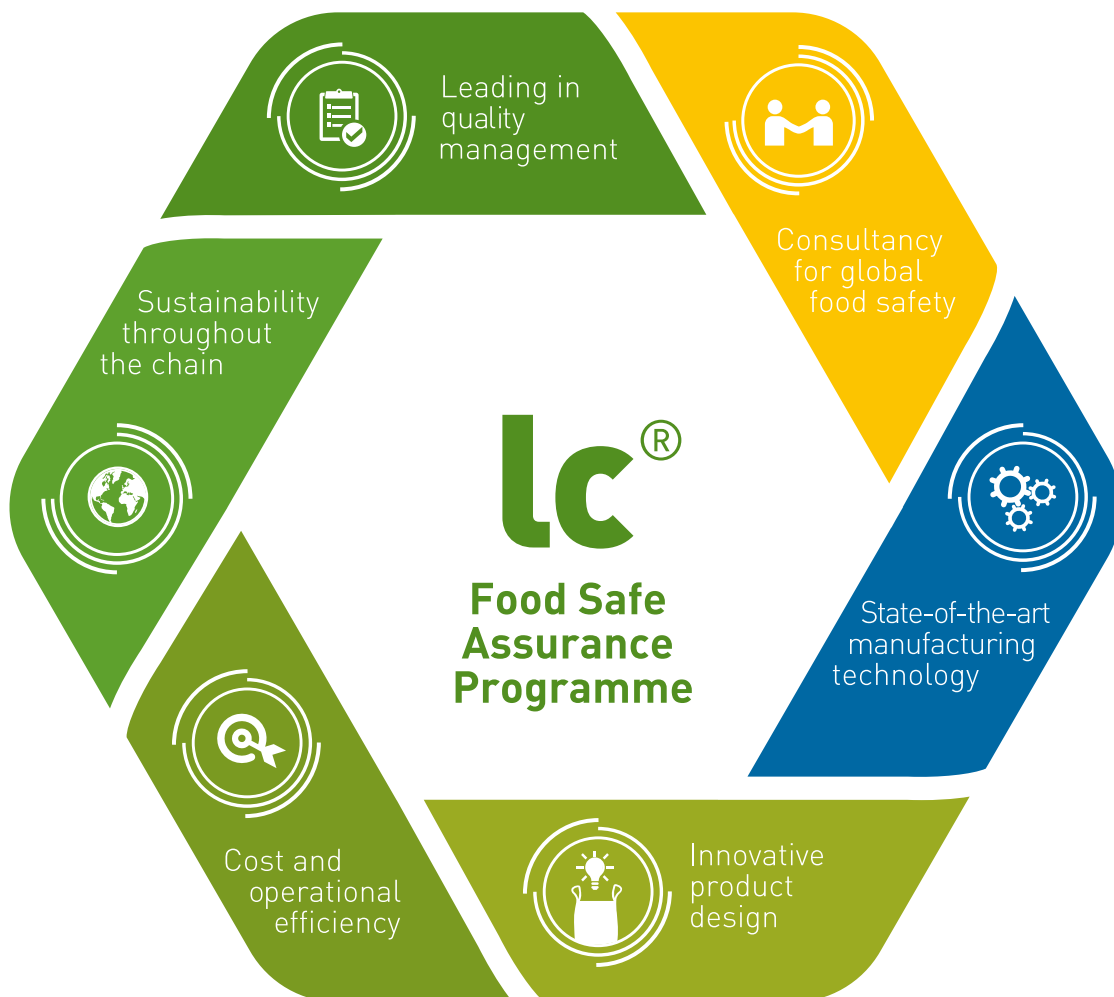 Leading in
quality
management
Consultancy
for global
food safety
State-of-the-art
manufacturing
technology
Innovative
product
design
Cost and
operational
efficiency
Sustainability
throughout
the chain
lc®
Food Safe
Assurance
Programme